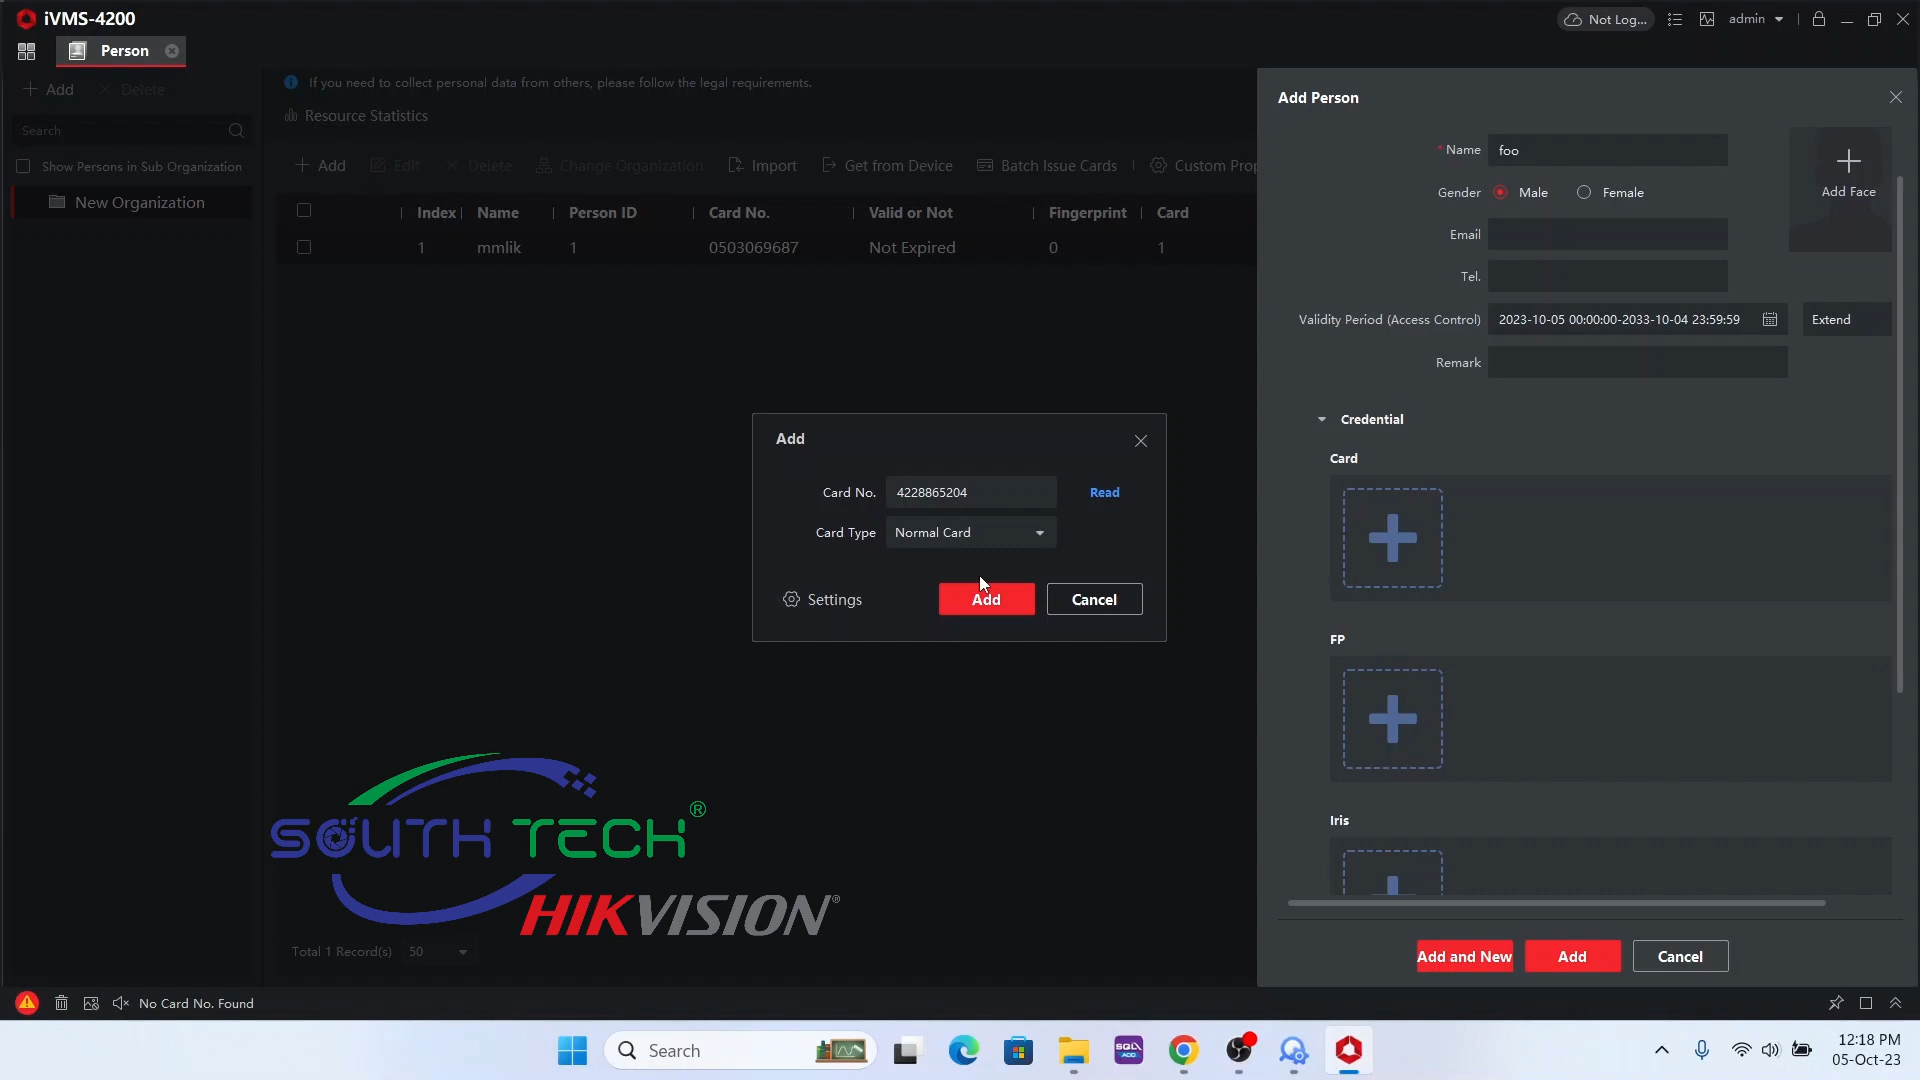 iVMS-4200
Not Log...
admin
Person
Add
Delete
Search
Show Persons in Sub Organization
New Organization
If you need to collect personal data from others, please follow the legal requirements.
Resource Statistics
Add
Edit
Delete
Change Organization
Import
Get from Device
Batch Issue Cards
Custom Prop
Index Name Person ID Card No. Valid or Not Fingerprint Card
1 mmlik 1 0503069687 Not Expired 0 1
Add
Card No. 4228865204 Read
Card Type Normal Card
Settings
Add
Cancel
SOUTH TECH®
HIKVISION®
Total 1 Record(s) 50
Add Person
* Name foo
Add Face
Gender Male Female
Email
Tel.
Validity Period (Access Control) 2023-10-05 00:00:00-2033-10-04 23:59:59 Extend
Remark
Credential
Card
FP
Iris
Add and New
Add
Cancel
No Card No. Found
Search
SQL
ACC
12:18 PM
05-Oct-23